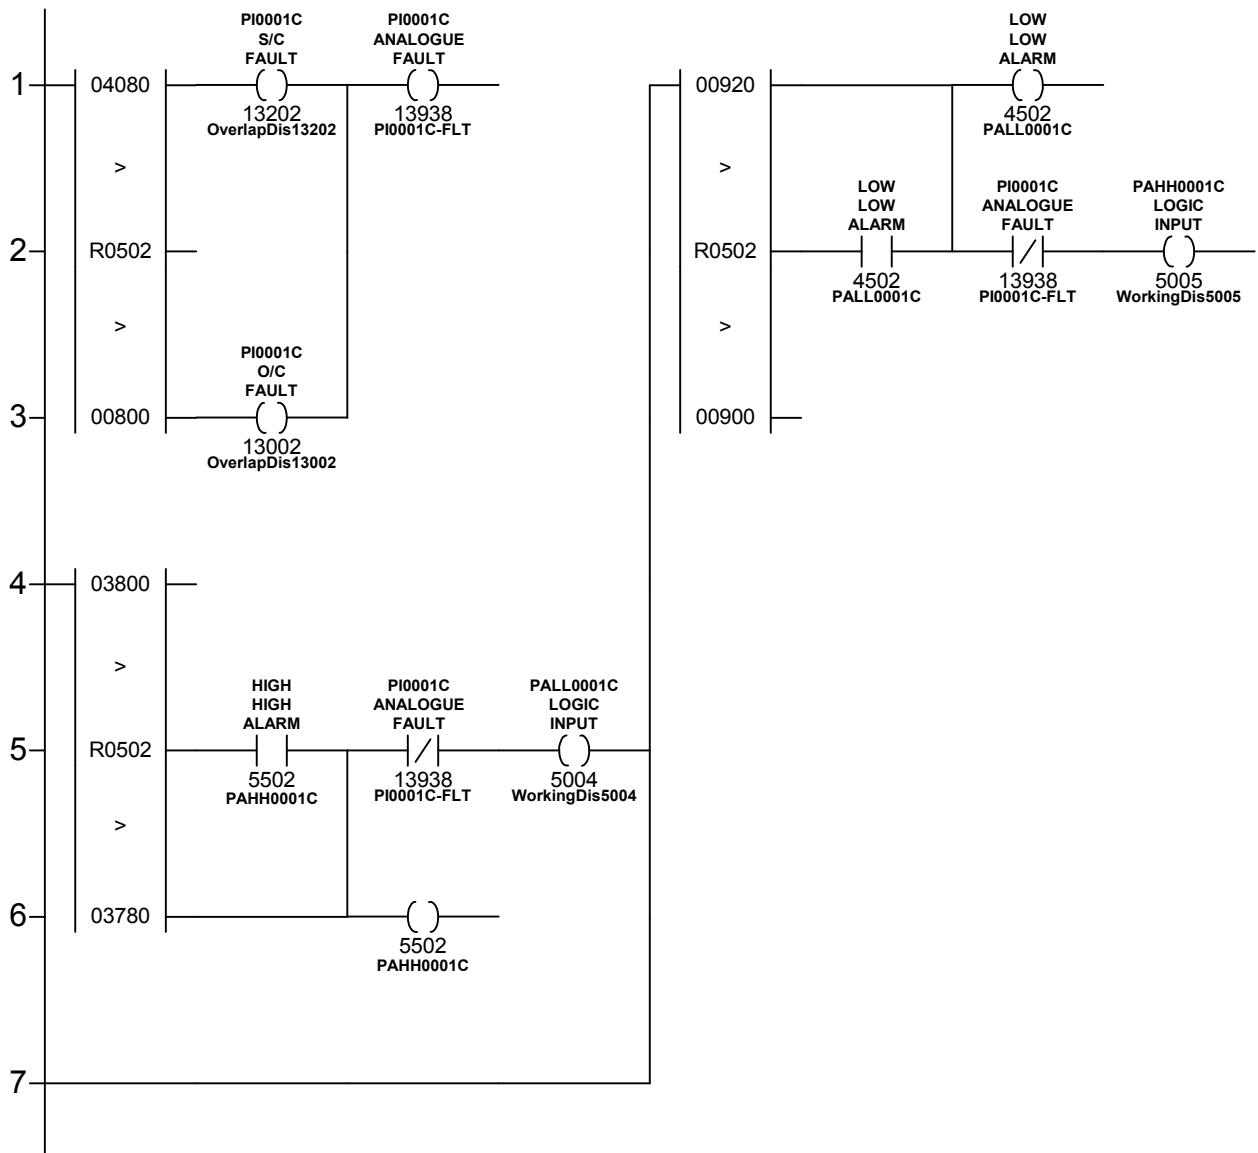 PI0001C
S/C
FAULT
PI0001C
ANALOGUE
FAULT
LOW
LOW
ALARM
1
04080
13202
OverlapDis13202
13938
PI0001C-FLT
00920
4502
PALL0001C
>
>
LOW
LOW
ALARM
PI0001C
ANALOGUE
FAULT
PAHH0001C
LOGIC
INPUT
2
R0502
R0502
4502
PALL0001C
13938
PI0001C-FLT
5005
WorkingDis5005
>
>
PI0001C
O/C
FAULT
3
00800
13002
OverlapDis13002
00900
4
03800
>
HIGH
HIGH
ALARM
PI0001C
ANALOGUE
FAULT
PALL0001C
LOGIC
INPUT
5
R0502
5502
PAHH0001C
13938
PI0001C-FLT
5004
WorkingDis5004
>
6
03780
5502
PAHH0001C
7